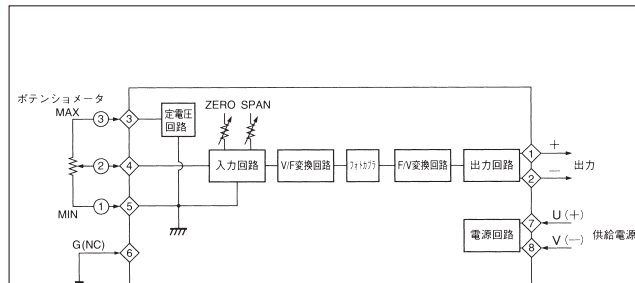 ポテンショメータ
MAX
③
3
定電圧
回路
ZERO SPAN
②
4
入力回路
V/F変換回路
フォトカプラ
F/V変換回路
出力回路
1
+
2
−
出力
MIN
①
5
G(NC)
6
電源回路
7
U(+)
8
V(−)
供給電源